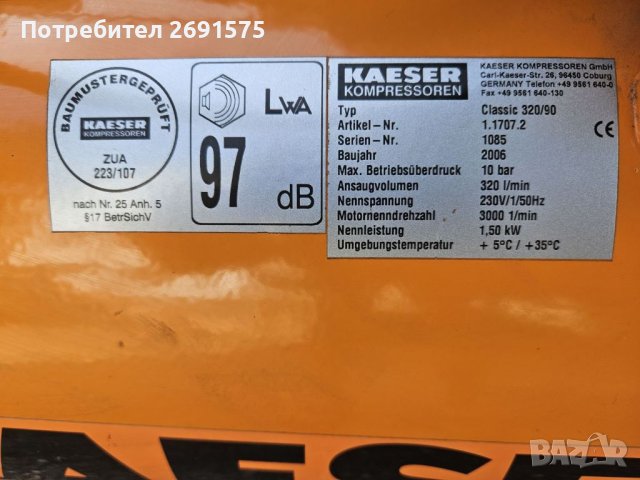 Потребител 2691575
BAUMUSTERGEPRÜFT
KAESER
KOMPRESSOREN
ZUA
223/107
nach Nr. 25 Anh. 5
§17 BetrSichV
LWA
97
dB
KAESER
KOMPRESSOREN
KAESER KOMPRESSOREN GmbH
Carl-Kaeser-Str. 26, 96450 Coburg
GERMANY Telefon +49 9561 640-0
Fax +49 9561 640-130
Typ Classic 320/90
Artikel-Nr. 1.1707.2
Serien-Nr. 1085
Baujahr 2006
Max. Betriebsüberdruck 10 bar
Ansaugvolumen 320 l/min
Nennspannung 230V/1/50Hz
Motornenndrehzahl 3000 1/min
Nennleistung 1,50 kW
Umgebungstemperatur + 5°C / +35°C
CE
BAZAR